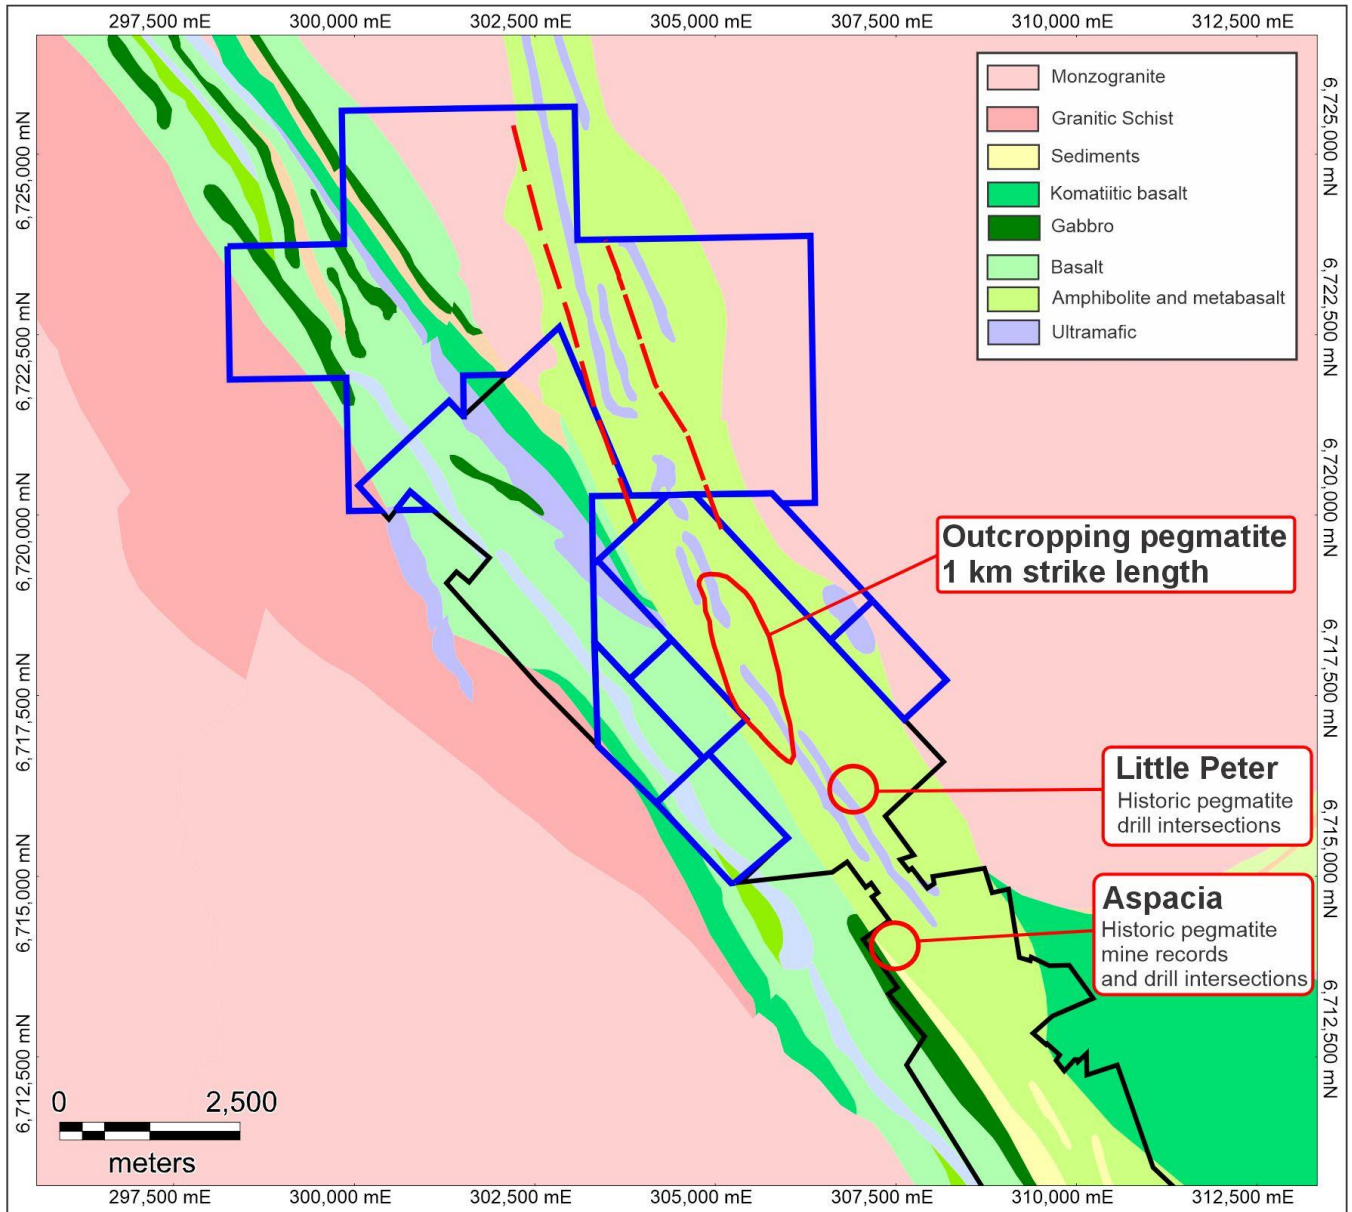 297,500 mE 300,000 mE 302,500 mE 305,000 mE 307,500 mE 310,000 mE 312,500 mE
6,725,000 mN
6,722,500 mN
6,720,000 mN
6,717,500 mN
6,715,000 mN
6,712,500 mN
Monzogranite
Granitic Schist
Sediments
Komatiitic basalt
Gabbro
Basalt
Amphibolite and metabasalt
Ultramafic
6,725,000 mN
6,722,500 mN
6,720,000 mN
6,717,500 mN
6,715,000 mN
6,712,500 mN
Outcropping pegmatite
1 km strike length
Little Peter
Historic pegmatite
drill intersections
Aspacia
Historic pegmatite
mine records
and drill intersections
0 2,500
meters
297,500 mE 300,000 mE 302,500 mE 305,000 mE 307,500 mE 310,000 mE 312,500 mE